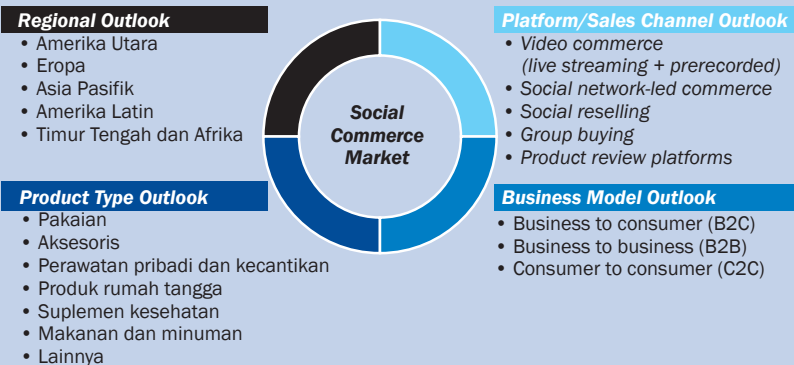 Regional Outlook
• Amerika Utara
• Eropa
• Asia Pasifik
• Amerika Latin
• Timur Tengah dan Afrika
Social
Commerce
Market
Platform/Sales Channel Outlook
• Video commerce
(live streaming + prerecorded)
• Social network-led commerce
• Social reselling
• Group buying
• Product review platforms
Product Type Outlook
• Pakaian
• Aksesoris
• Perawatan pribadi dan kecantikan
• Produk rumah tangga
• Suplemen kesehatan
• Makanan dan minuman
• Lainnya
Business Model Outlook
• Business to consumer (B2C)
• Business to business (B2B)
• Consumer to consumer (C2C)